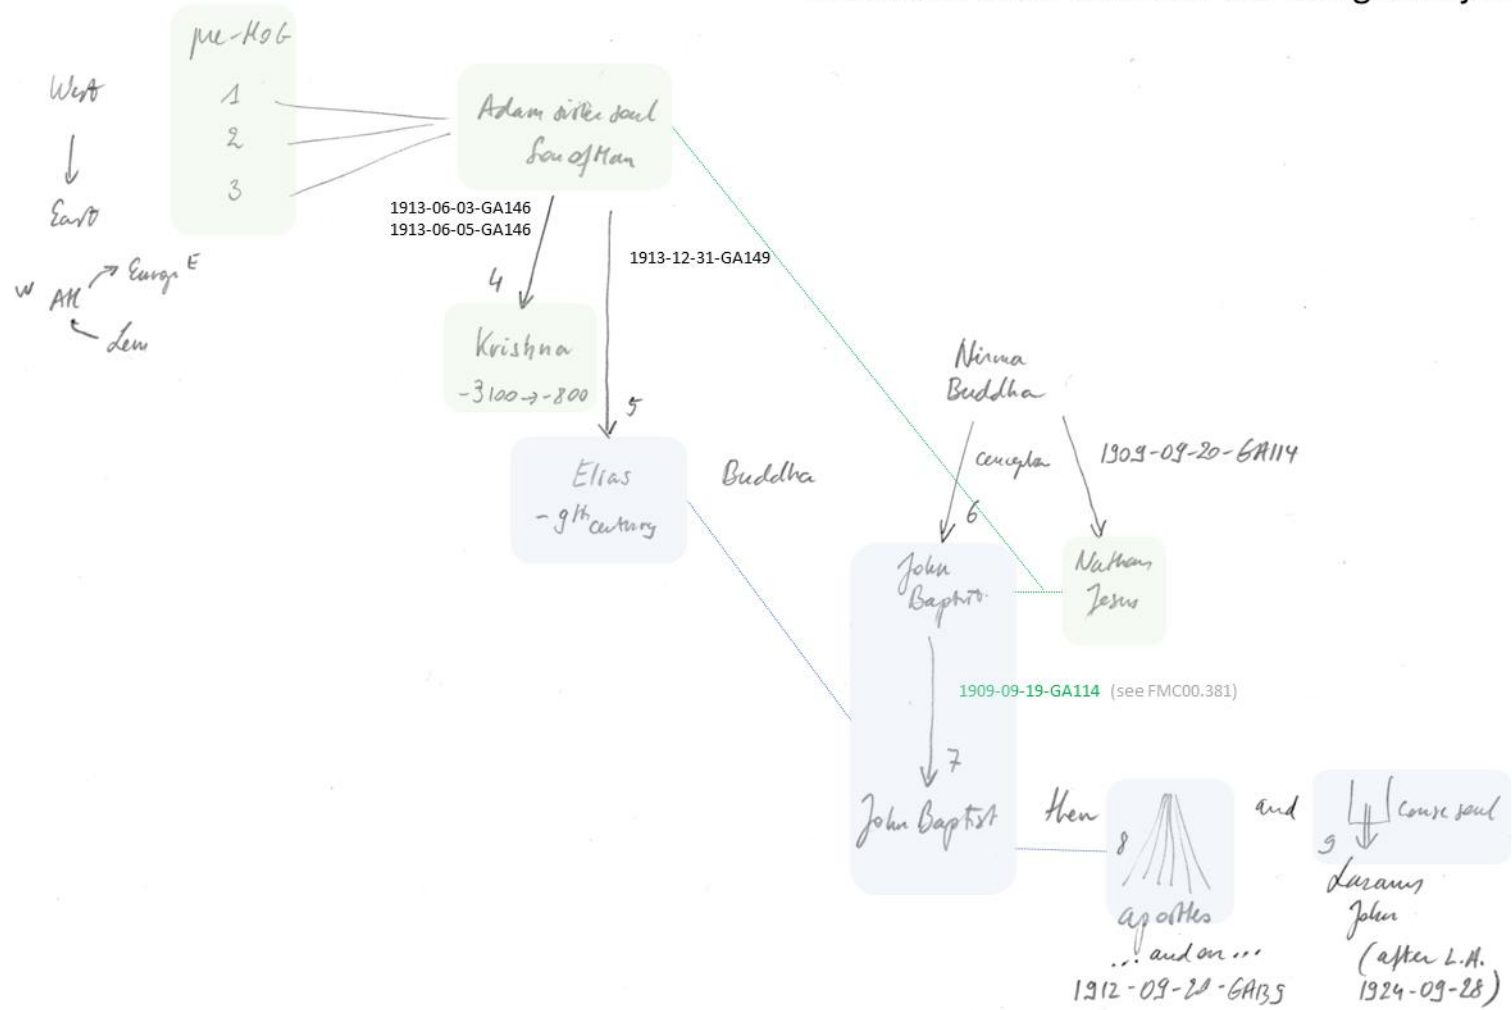 pre-MoG
West
1
2
3
East
W
Atl
Europe E
Lem
Adam sister soul
Son of Man
1913-06-03-GA146
1913-06-05-GA146
1913-12-31-GA149
4
Krishna
-3100 → -800
5
Elias
- 9th century
Buddha
Nirma
Buddha
1909-09-20-GA114
6
John
Baptist
Nathan
Jesus
1909-09-19-GA114 (see FMC00.381)
7
John Baptist
then
8
apostles
... and on ...
1912-09-20-GA139
and
9
consc soul
Lazarus
John
(after L.A.
1924-09-28)